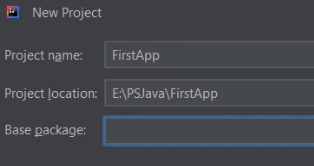 New Project
Project name: FirstApp
Project location: E:\PSJava\FirstApp
Base package: